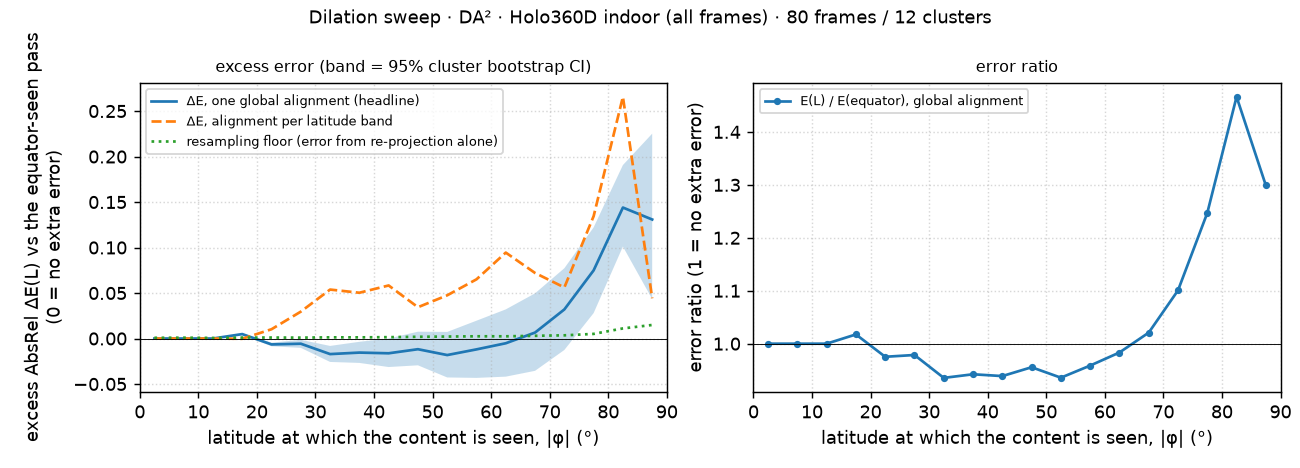 Dilation sweep · DA² · Holo360D indoor (all frames) · 80 frames / 12 clusters
excess error (band = 95% cluster bootstrap CI)
excess AbsRel ΔE(L) vs the equator-seen pass
(0 = no extra error)
0.25
0.20
0.15
0.10
0.05
0.00
−0.05
ΔE, one global alignment (headline)
ΔE, alignment per latitude band
resampling floor (error from re-projection alone)
0 10 20 30 40 50 60 70 80 90
latitude at which the content is seen, |φ| (°)
error ratio
error ratio (1 = no extra error)
1.4
1.3
1.2
1.1
1.0
E(L) / E(equator), global alignment
0 10 20 30 40 50 60 70 80 90
latitude at which the content is seen, |φ| (°)